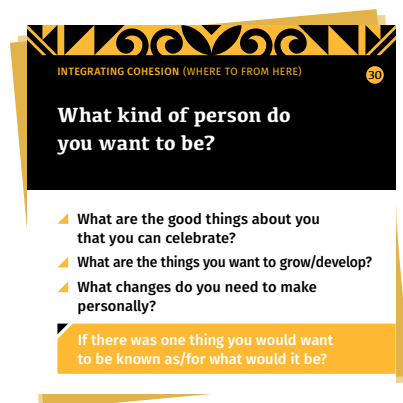 INTEGRATING COHESION (WHERE TO FROM HERE)
30
What kind of person do
you want to be?
What are the good things about you
that you can celebrate?
What are the things you want to grow/develop?
What changes do you need to make
personally?
If there was one thing you would want
to be known as/for what would it be?